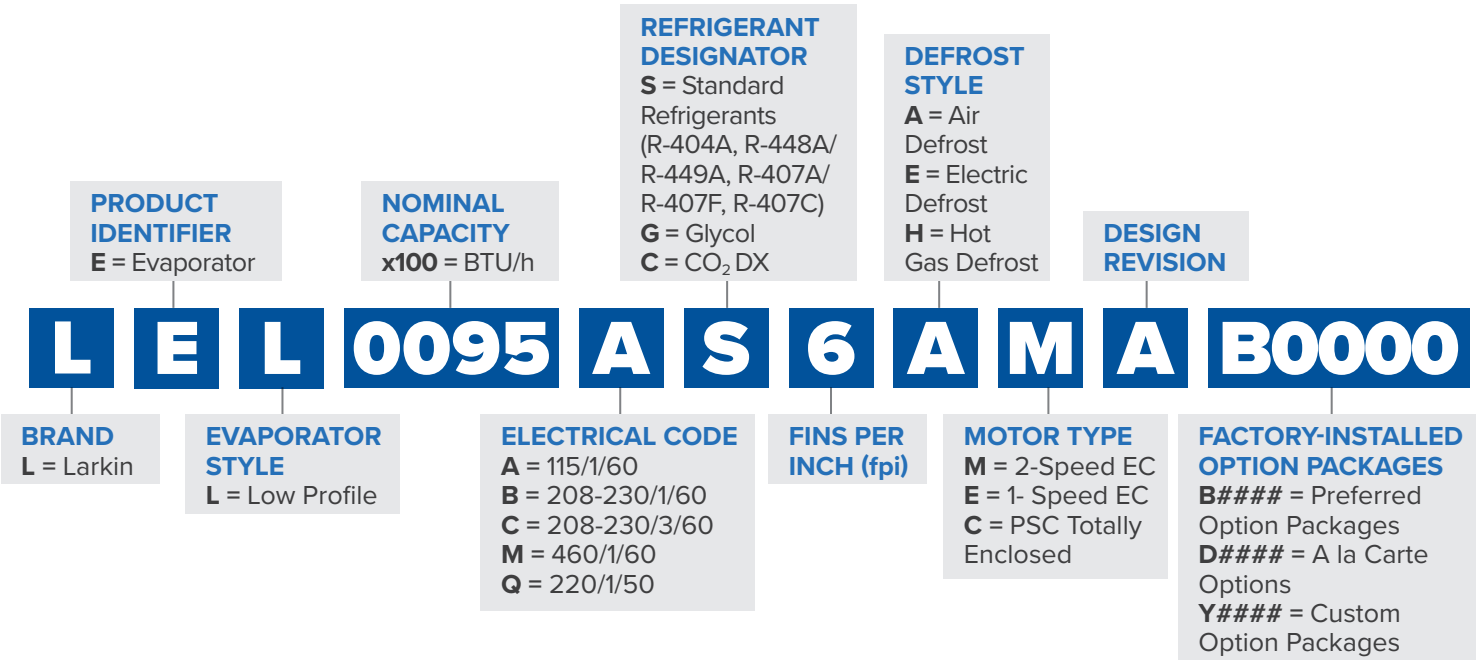 PRODUCT
IDENTIFIER
E = Evaporator
NOMINAL
CAPACITY
x100 = BTU/h
REFRIGERANT
DESIGNATOR
S = Standard
Refrigerants
(R-404A, R-448A/
R-449A, R-407A/
R-407F, R-407C)
G = Glycol
C = CO₂ DX
DEFROST
STYLE
A = Air
Defrost
E = Electric
Defrost
H = Hot
Gas Defrost
DESIGN
REVISION
L E L 0095 A S 6 A M A B0000
BRAND
L = Larkin
EVAPORATOR
STYLE
L = Low Profile
ELECTRICAL CODE
A = 115/1/60
B = 208-230/1/60
C = 208-230/3/60
M = 460/1/60
Q = 220/1/50
FINS PER
INCH (fpi)
MOTOR TYPE
M = 2-Speed EC
E = 1- Speed EC
C = PSC Totally
Enclosed
FACTORY-INSTALLED
OPTION PACKAGES
B#### = Preferred
Option Packages
D#### = A la Carte
Options
Y#### = Custom
Option Packages